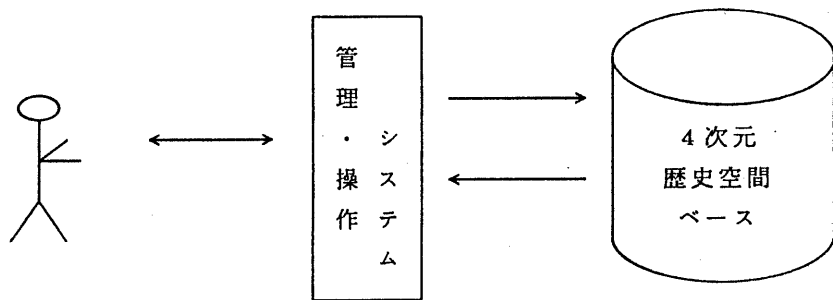 管理・操作
システム
4次元
歴史空間
ベース